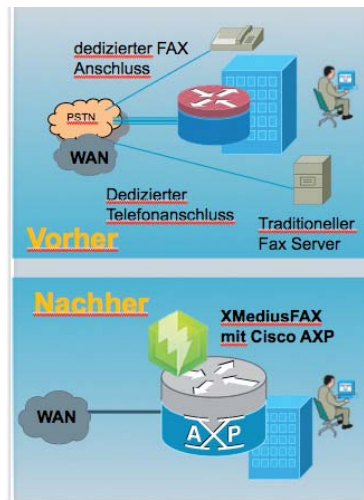 dedizierter FAX
Anschluss
PSTN
WAN
Dedizierter
Telefonanschluss
Traditioneller
Fax Server
Vorher
Nachher
XMediusFAX
mit Cisco AXP
WAN
AXP